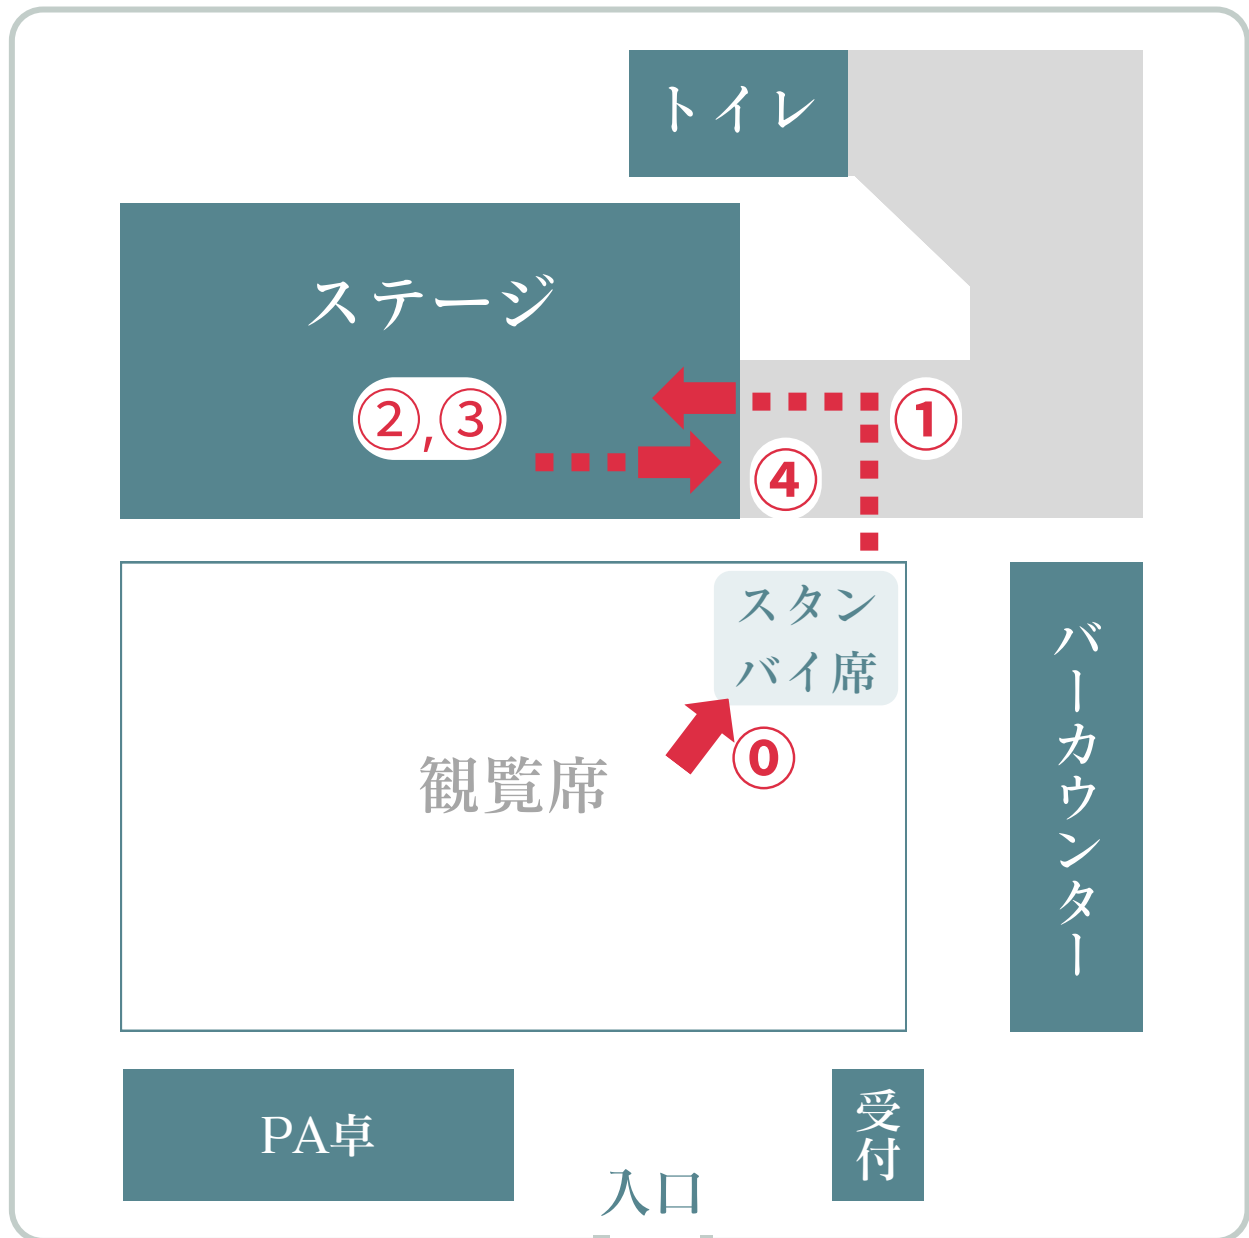 トイレ
ステージ
②,③
①
④
スタン
バイ席
⓪
観覧席
バーカウンター
PA卓
受付
入口